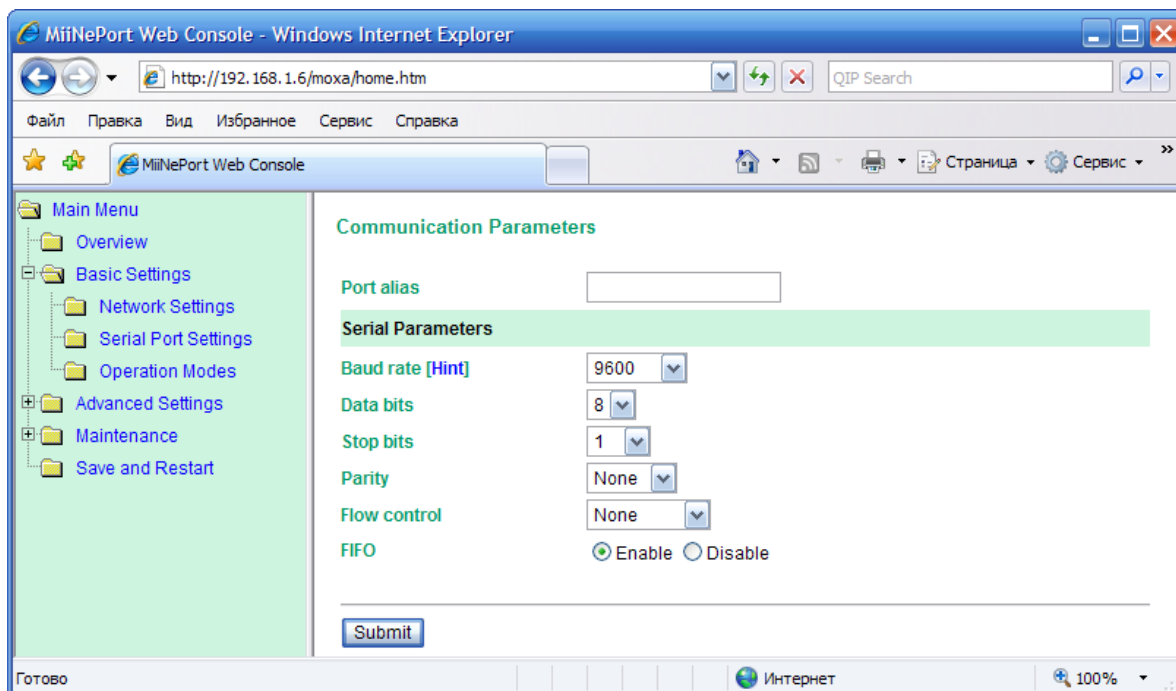 MiiNePort Web Console - Windows Internet Explorer
http://192.168.1.6/moxa/home.htm
QIP Search
Файл Правка Вид Избранное Сервис Справка
MiiNePort Web Console
Страница
Сервис
»
Main Menu
Overview
Basic Settings
Network Settings
Serial Port Settings
Operation Modes
Advanced Settings
Maintenance
Save and Restart
Communication Parameters
Port alias
Serial Parameters
Baud rate [Hint] 9600
Data bits 8
Stop bits 1
Parity None
Flow control None
FIFO Enable Disable
Submit
Готово
Интернет
100%